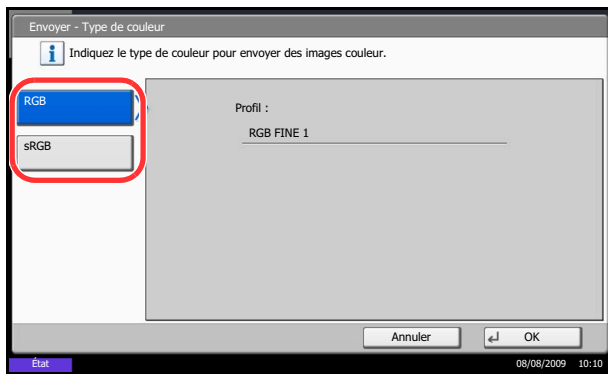 Envoyer - Type de couleur
Indiquez le type de couleur pour envoyer des images couleur.
RGB
Profil :
RGB FINE 1
sRGB
Annuler
OK
État
08/08/2009 10:10